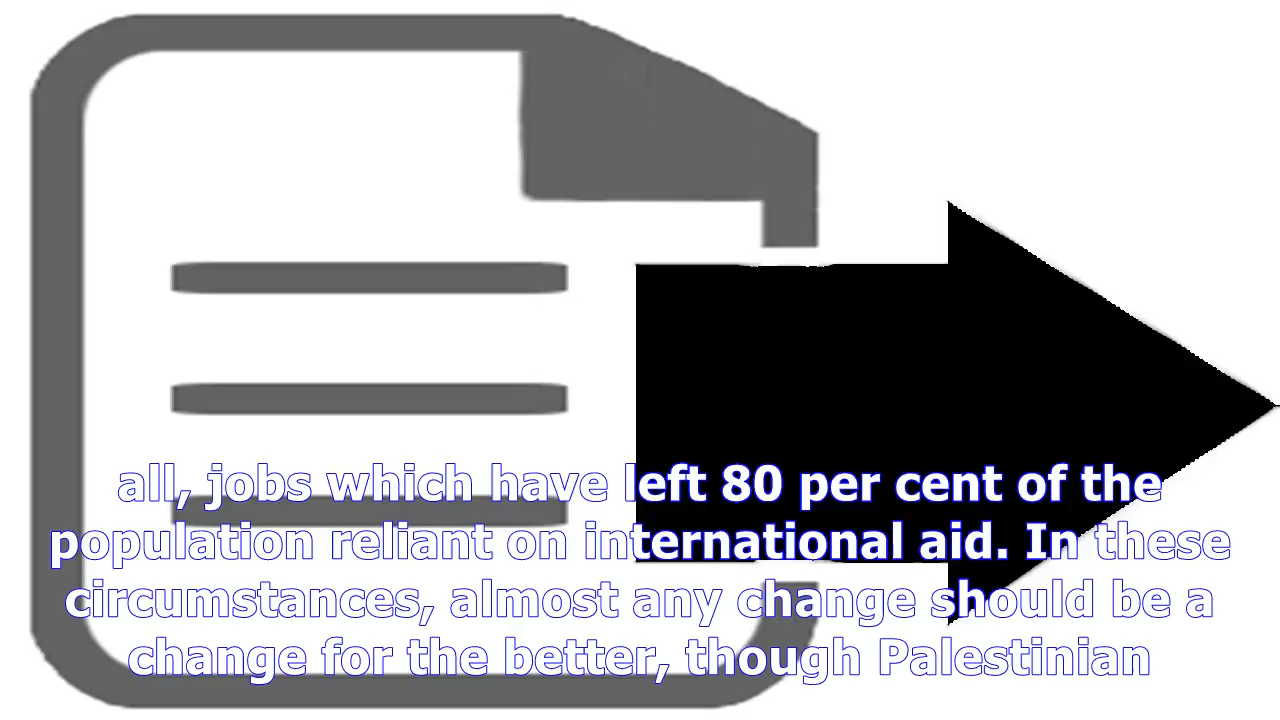 all, jobs which have left 80 per cent of the
population reliant on international aid. In these
circumstances, almost any change should be a
change for the better, though Palestinian